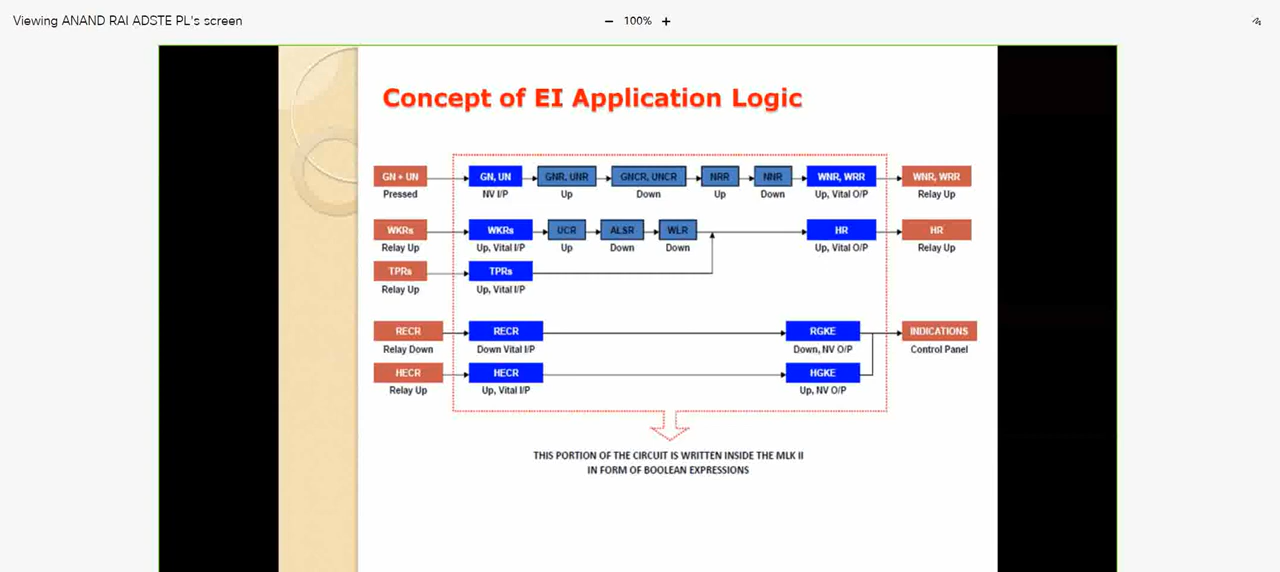 Viewing ANAND RAI ADSTE PL's screen
− 100% +
Concept of EI Application Logic
GN + UN GN, UN GNR, UNR GNCR, UNCR NRR NNR WNR, WRR WNR, WRR
Pressed NV I/P Up Down Up Down Up, Vital O/P Relay Up
WKRs WKRs UCR ALSR WLR HR HR
Relay Up Up, Vital I/P Up Down Down Up, Vital O/P Relay Up
TPRs TPRs
Relay Up Up, Vital I/P
RECR RECR RGKE INDICATIONS
Relay Down Down Vital I/P Down, NV O/P Control Panel
HECR HECR HGKE
Relay Up Up, Vital I/P Up, NV O/P
THIS PORTION OF THE CIRCUIT IS WRITTEN INSIDE THE MLK II
IN FORM OF BOOLEAN EXPRESSIONS